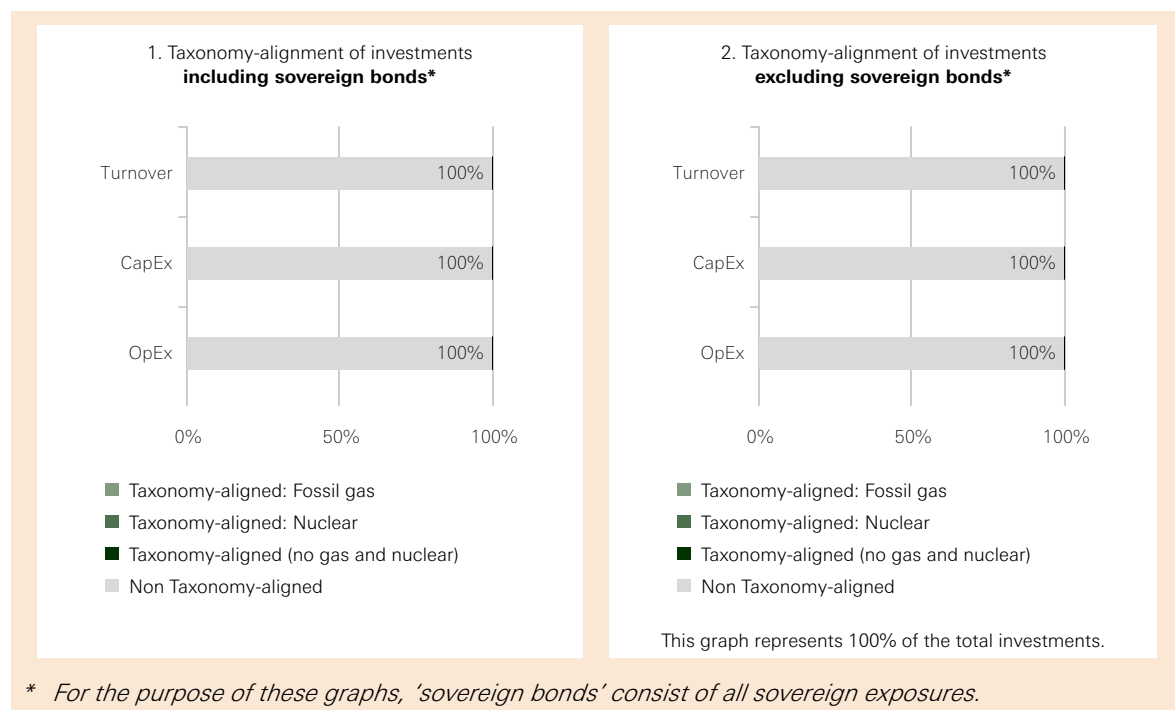 1. Taxonomy-alignment of investments
including sovereign bonds*
Turnover
100%
CapEx
100%
OpEx
100%
0% 50% 100%
Taxonomy-aligned: Fossil gas
Taxonomy-aligned: Nuclear
Taxonomy-aligned (no gas and nuclear)
Non Taxonomy-aligned
2. Taxonomy-alignment of investments
excluding sovereign bonds*
Turnover
100%
CapEx
100%
OpEx
100%
0% 50% 100%
Taxonomy-aligned: Fossil gas
Taxonomy-aligned: Nuclear
Taxonomy-aligned (no gas and nuclear)
Non Taxonomy-aligned
This graph represents 100% of the total investments.
* For the purpose of these graphs, ‘sovereign bonds’ consist of all sovereign exposures.